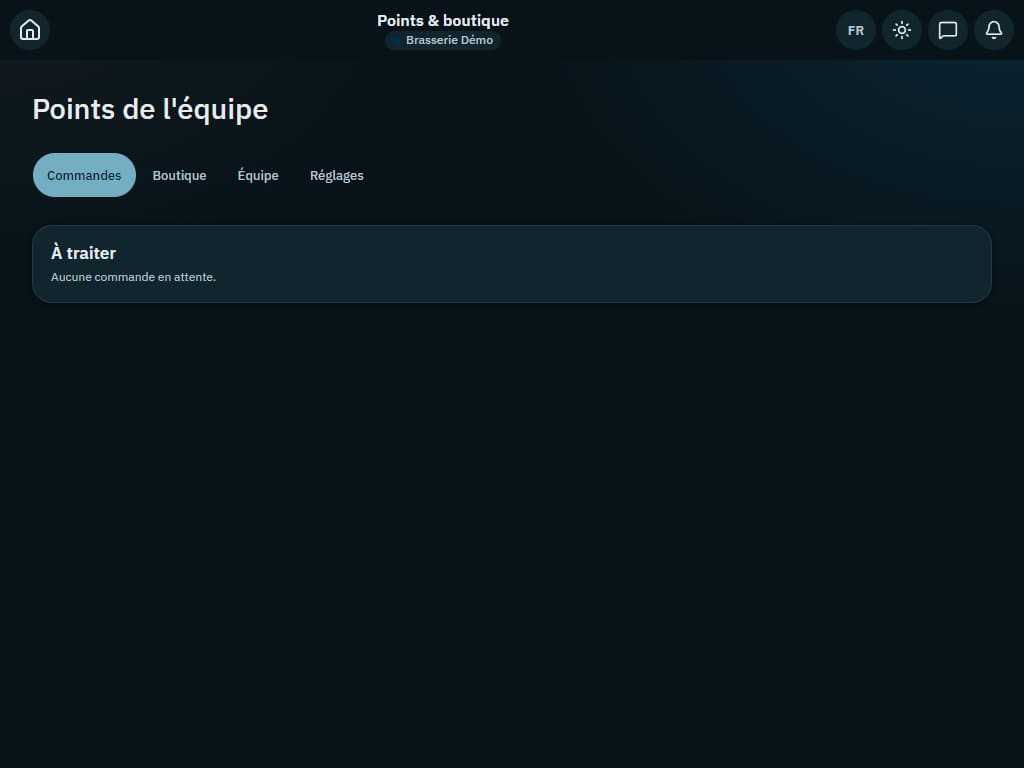 Points & boutique
Brasserie Démo
FR
Points de l'équipe
Commandes Boutique Équipe Réglages
À traiter
Aucune commande en attente.